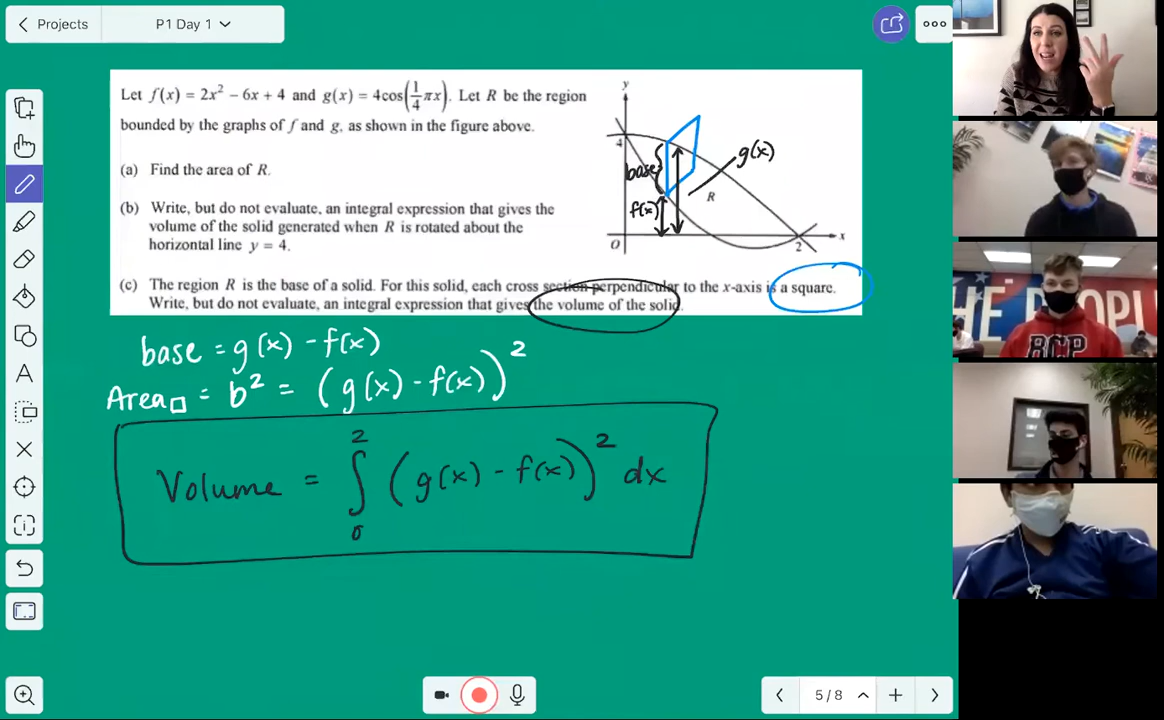 Projects
P1 Day 1
Let f(x) = 2x² − 6x + 4 and g(x) = 4cos(1/4 πx). Let R be the region
bounded by the graphs of f and g, as shown in the figure above.
(a) Find the area of R.
(b) Write, but do not evaluate, an integral expression that gives the
volume of the solid generated when R is rotated about the
horizontal line y = 4.
(c) The region R is the base of a solid. For this solid, each cross section perpendicular to the x-axis is a square.
Write, but do not evaluate, an integral expression that gives the volume of the solid.
y
4
base
g(x)
f(x)
R
O
2
x
base = g(x) - f(x)
Area□ = b² = (g(x) - f(x))²
Volume = ∫₀² (g(x) - f(x))² dx
A
5/8
THE PEOPLE
BCP